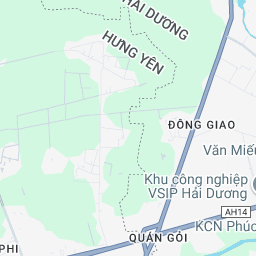 HẢI DƯƠNG
HƯNG YÊN
ĐÔNG GIAO
Văn Miếu
Khu công nghiệp
VSIP Hải Dương
AH14
KCN Phúc
QUÁN GỎI
PHI